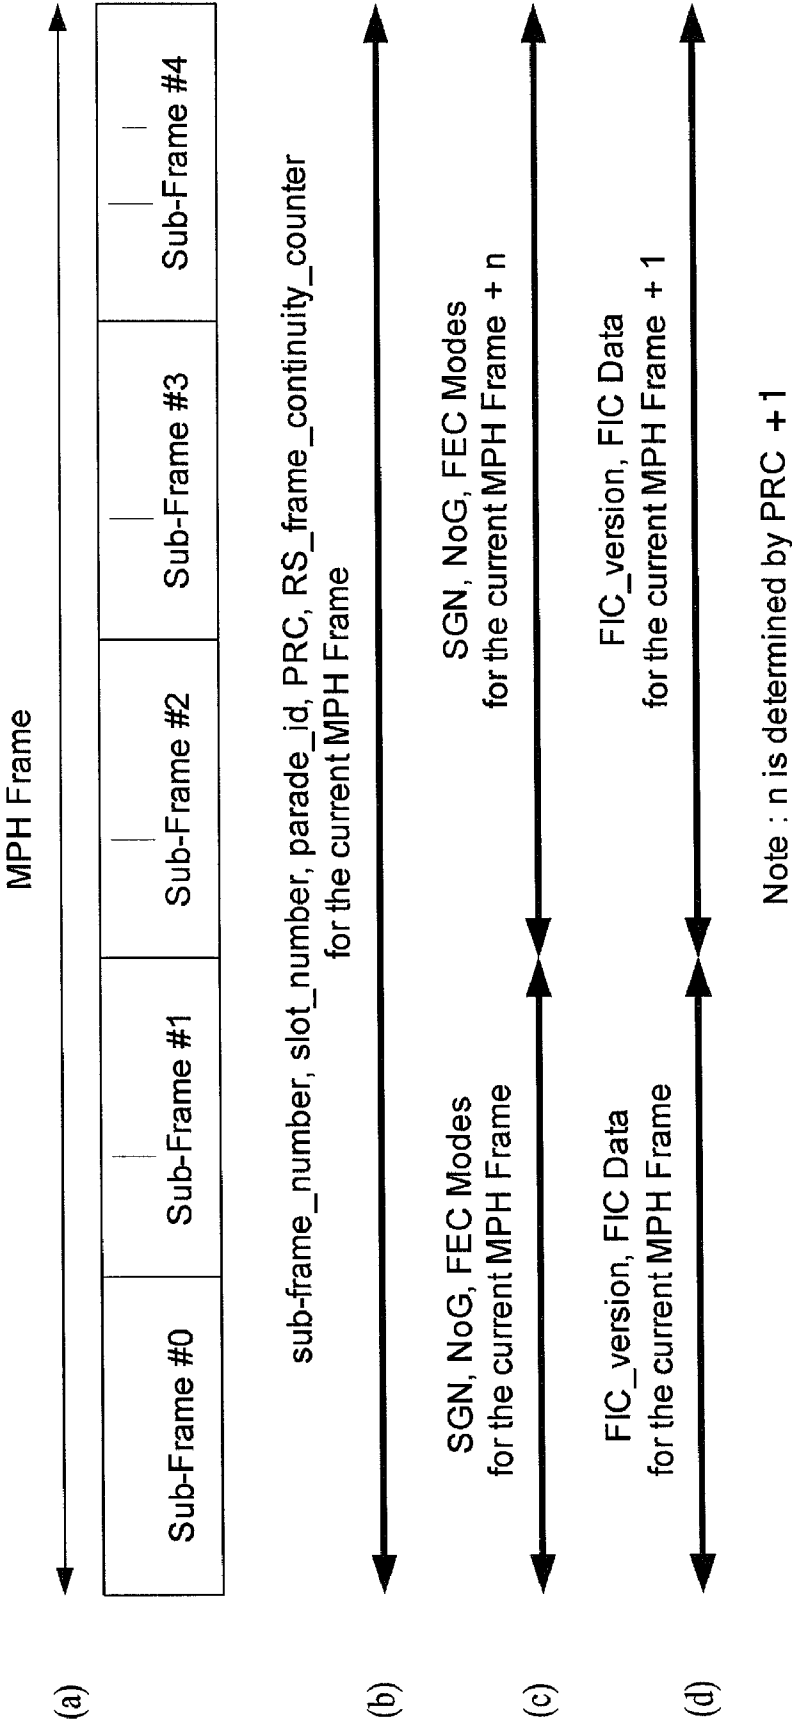 MPH Frame
(a)
Sub-Frame #0
Sub-Frame #1
Sub-Frame #2
Sub-Frame #3
Sub-Frame #4
sub-frame_number, slot_number, parade_id, PRC, RS_frame_continuity_counter
for the current MPH Frame
(b)
SGN, NoG, FEC Modes
for the current MPH Frame
SGN, NoG, FEC Modes
for the current MPH Frame + n
(c)
FIC_version, FIC Data
for the current MPH Frame
FIC_version, FIC Data
for the current MPH Frame + 1
(d)
Note : n is determined by PRC + 1